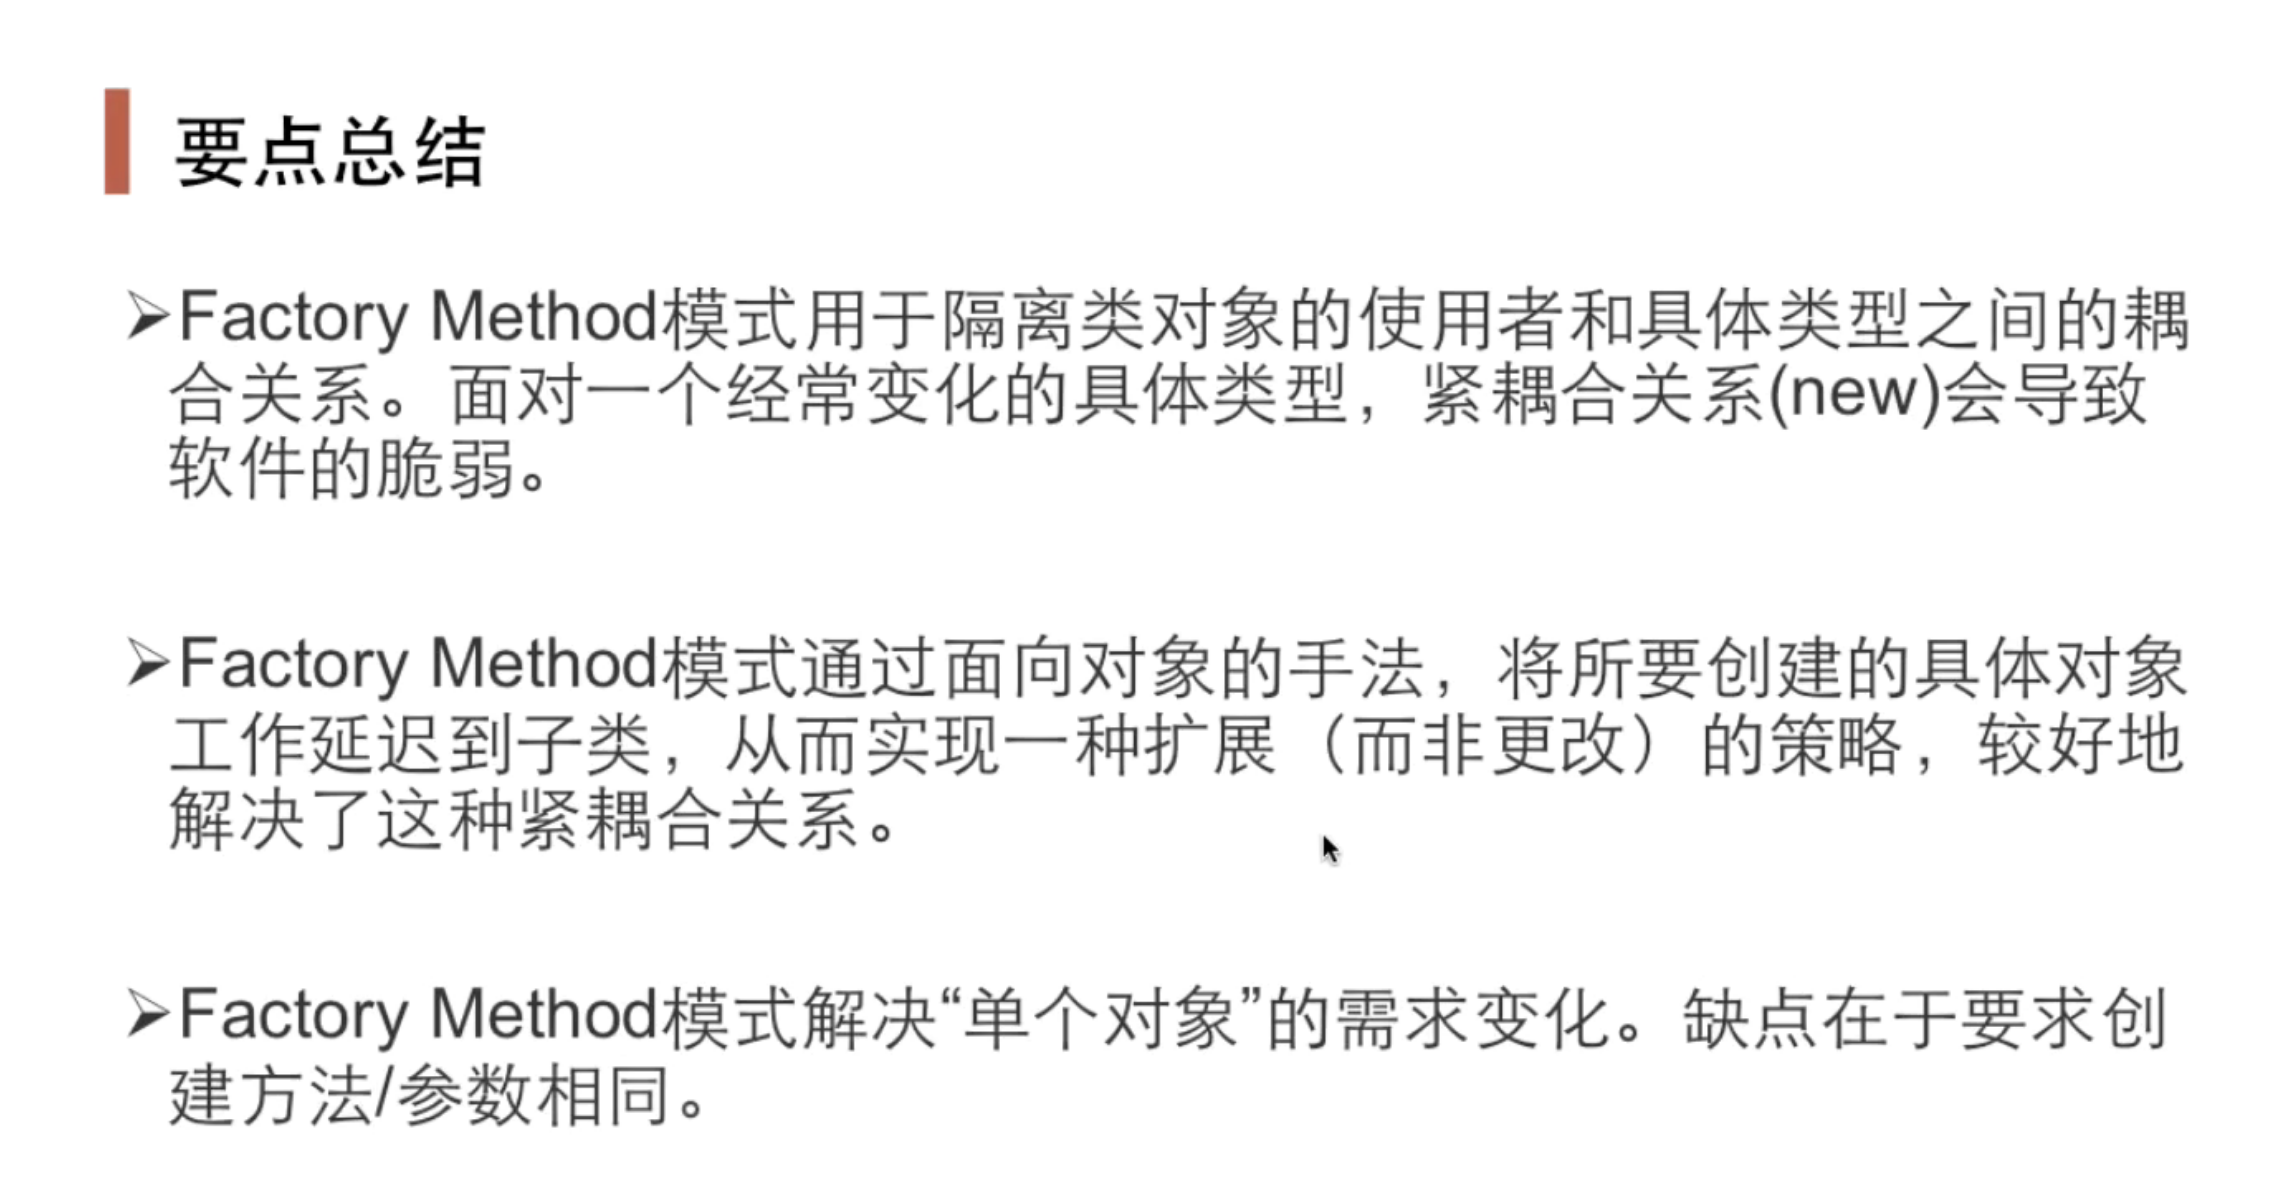 要点总结
➢Factory Method模式用于隔离类对象的使用者和具体类型之间的耦
合关系。面对一个经常变化的具体类型，紧耦合关系(new)会导致
软件的脆弱。
➢Factory Method模式通过面向对象的手法，将所要创建的具体对象
工作延迟到子类，从而实现一种扩展（而非更改）的策略，较好地
解决了这种紧耦合关系。
➢Factory Method模式解决“单个对象”的需求变化。缺点在于要求创
建方法/参数相同。